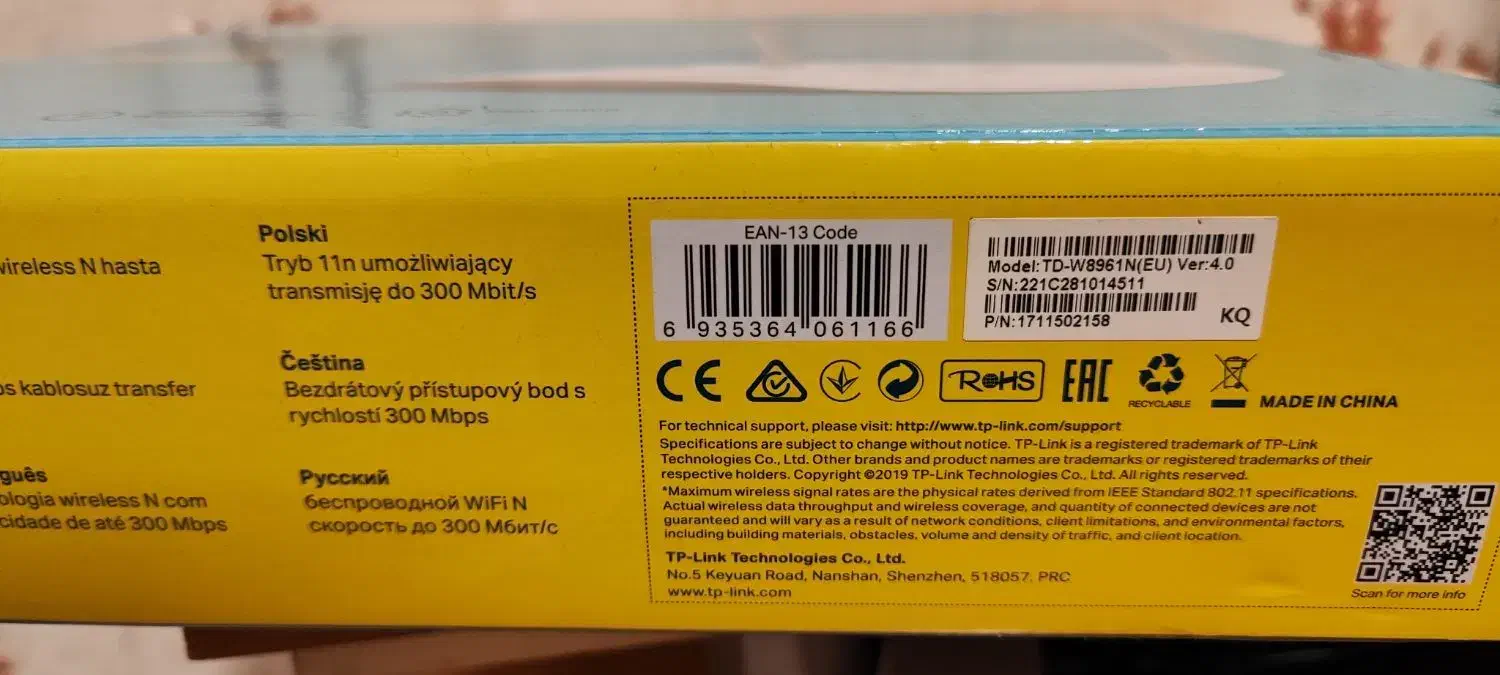 wireless N hasta
kablosuz transfer
wireless N com
de até 300 Mbps
Polski
Tryb 11n umożliwiający
transmisję do 300 Mbit/s
Čeština
Bezdrátový přístupový bod s
rychlostí 300 Mbps
Русский
беспроводной WiFi N
скорость до 300 Мбит/с
EAN-13 Code
6 935364 061166
Model:TD-W8961N(EU) Ver:4.0
S/N:221C281014511
P/N:1711502158
KQ
CE
RoHS
EAC
RECYCLABLE
MADE IN CHINA
For technical support, please visit: http://www.tp-link.com/support
Specifications are subject to change without notice. TP-Link is a registered trademark of TP-Link
Technologies Co., Ltd. Other brands and product names are trademarks or registered trademarks of their
respective holders. Copyright ©2019 TP-Link Technologies Co., Ltd. All rights reserved.
*Maximum wireless signal rates are the physical rates derived from IEEE Standard 802.11 specifications.
Actual wireless data throughput and wireless coverage, and quantity of connected devices are not
guaranteed and will vary as a result of network conditions, client limitations, and environmental factors,
including building materials, obstacles, volume and density of traffic, and client location.
TP-Link Technologies Co., Ltd.
No.5 Keyuan Road, Nanshan, Shenzhen, 518057, PRC
www.tp-link.com
Scan for more info